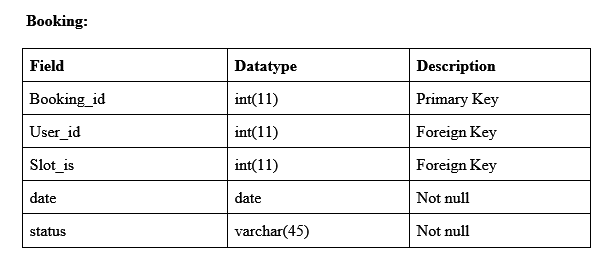 Booking:
Field Datatype Description
Booking_id int(11) Primary Key
User_id int(11) Foreign Key
Slot_is int(11) Foreign Key
date date Not null
status varchar(45) Not null